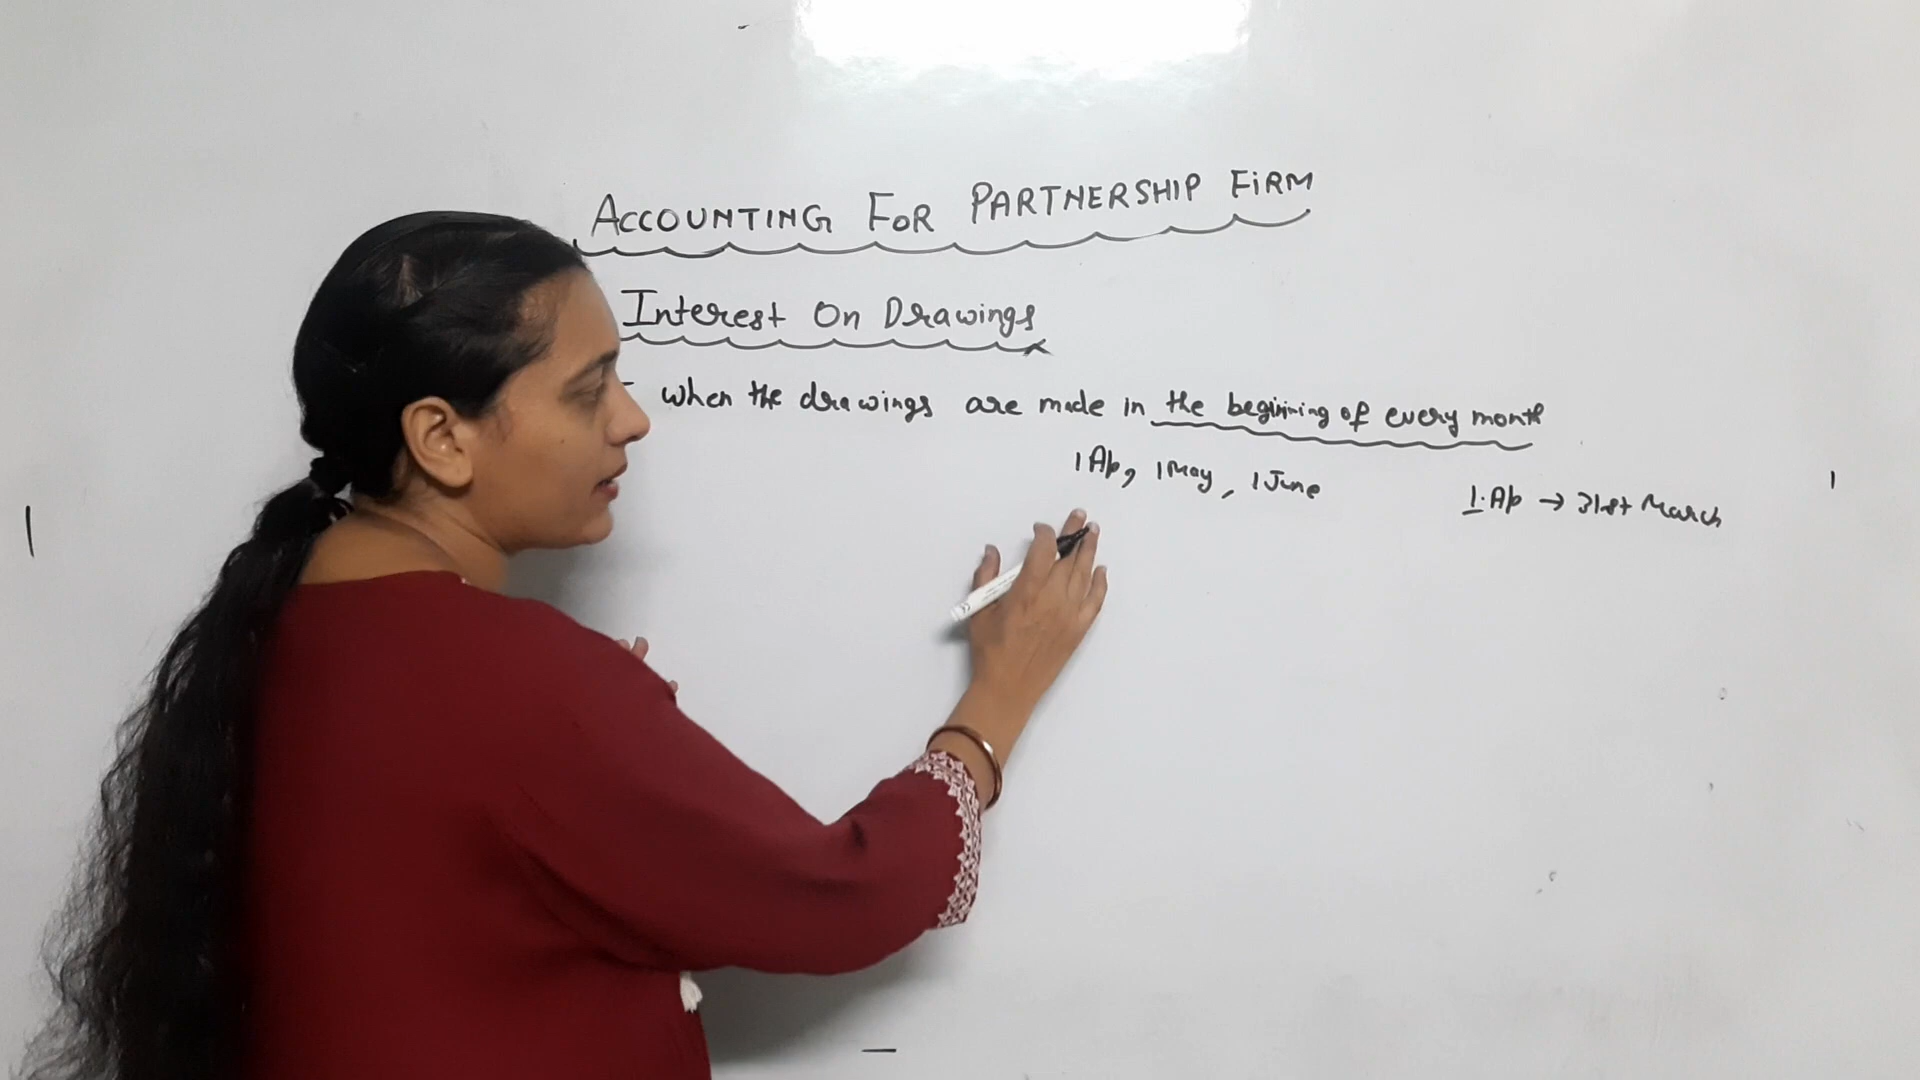 ACCOUNTING FOR PARTNERSHIP FIRM
Interest On Drawings
- when the drawings are made in the beginning of every month
1 Ap, 1 May, 1 June
1. Ap → 31st March